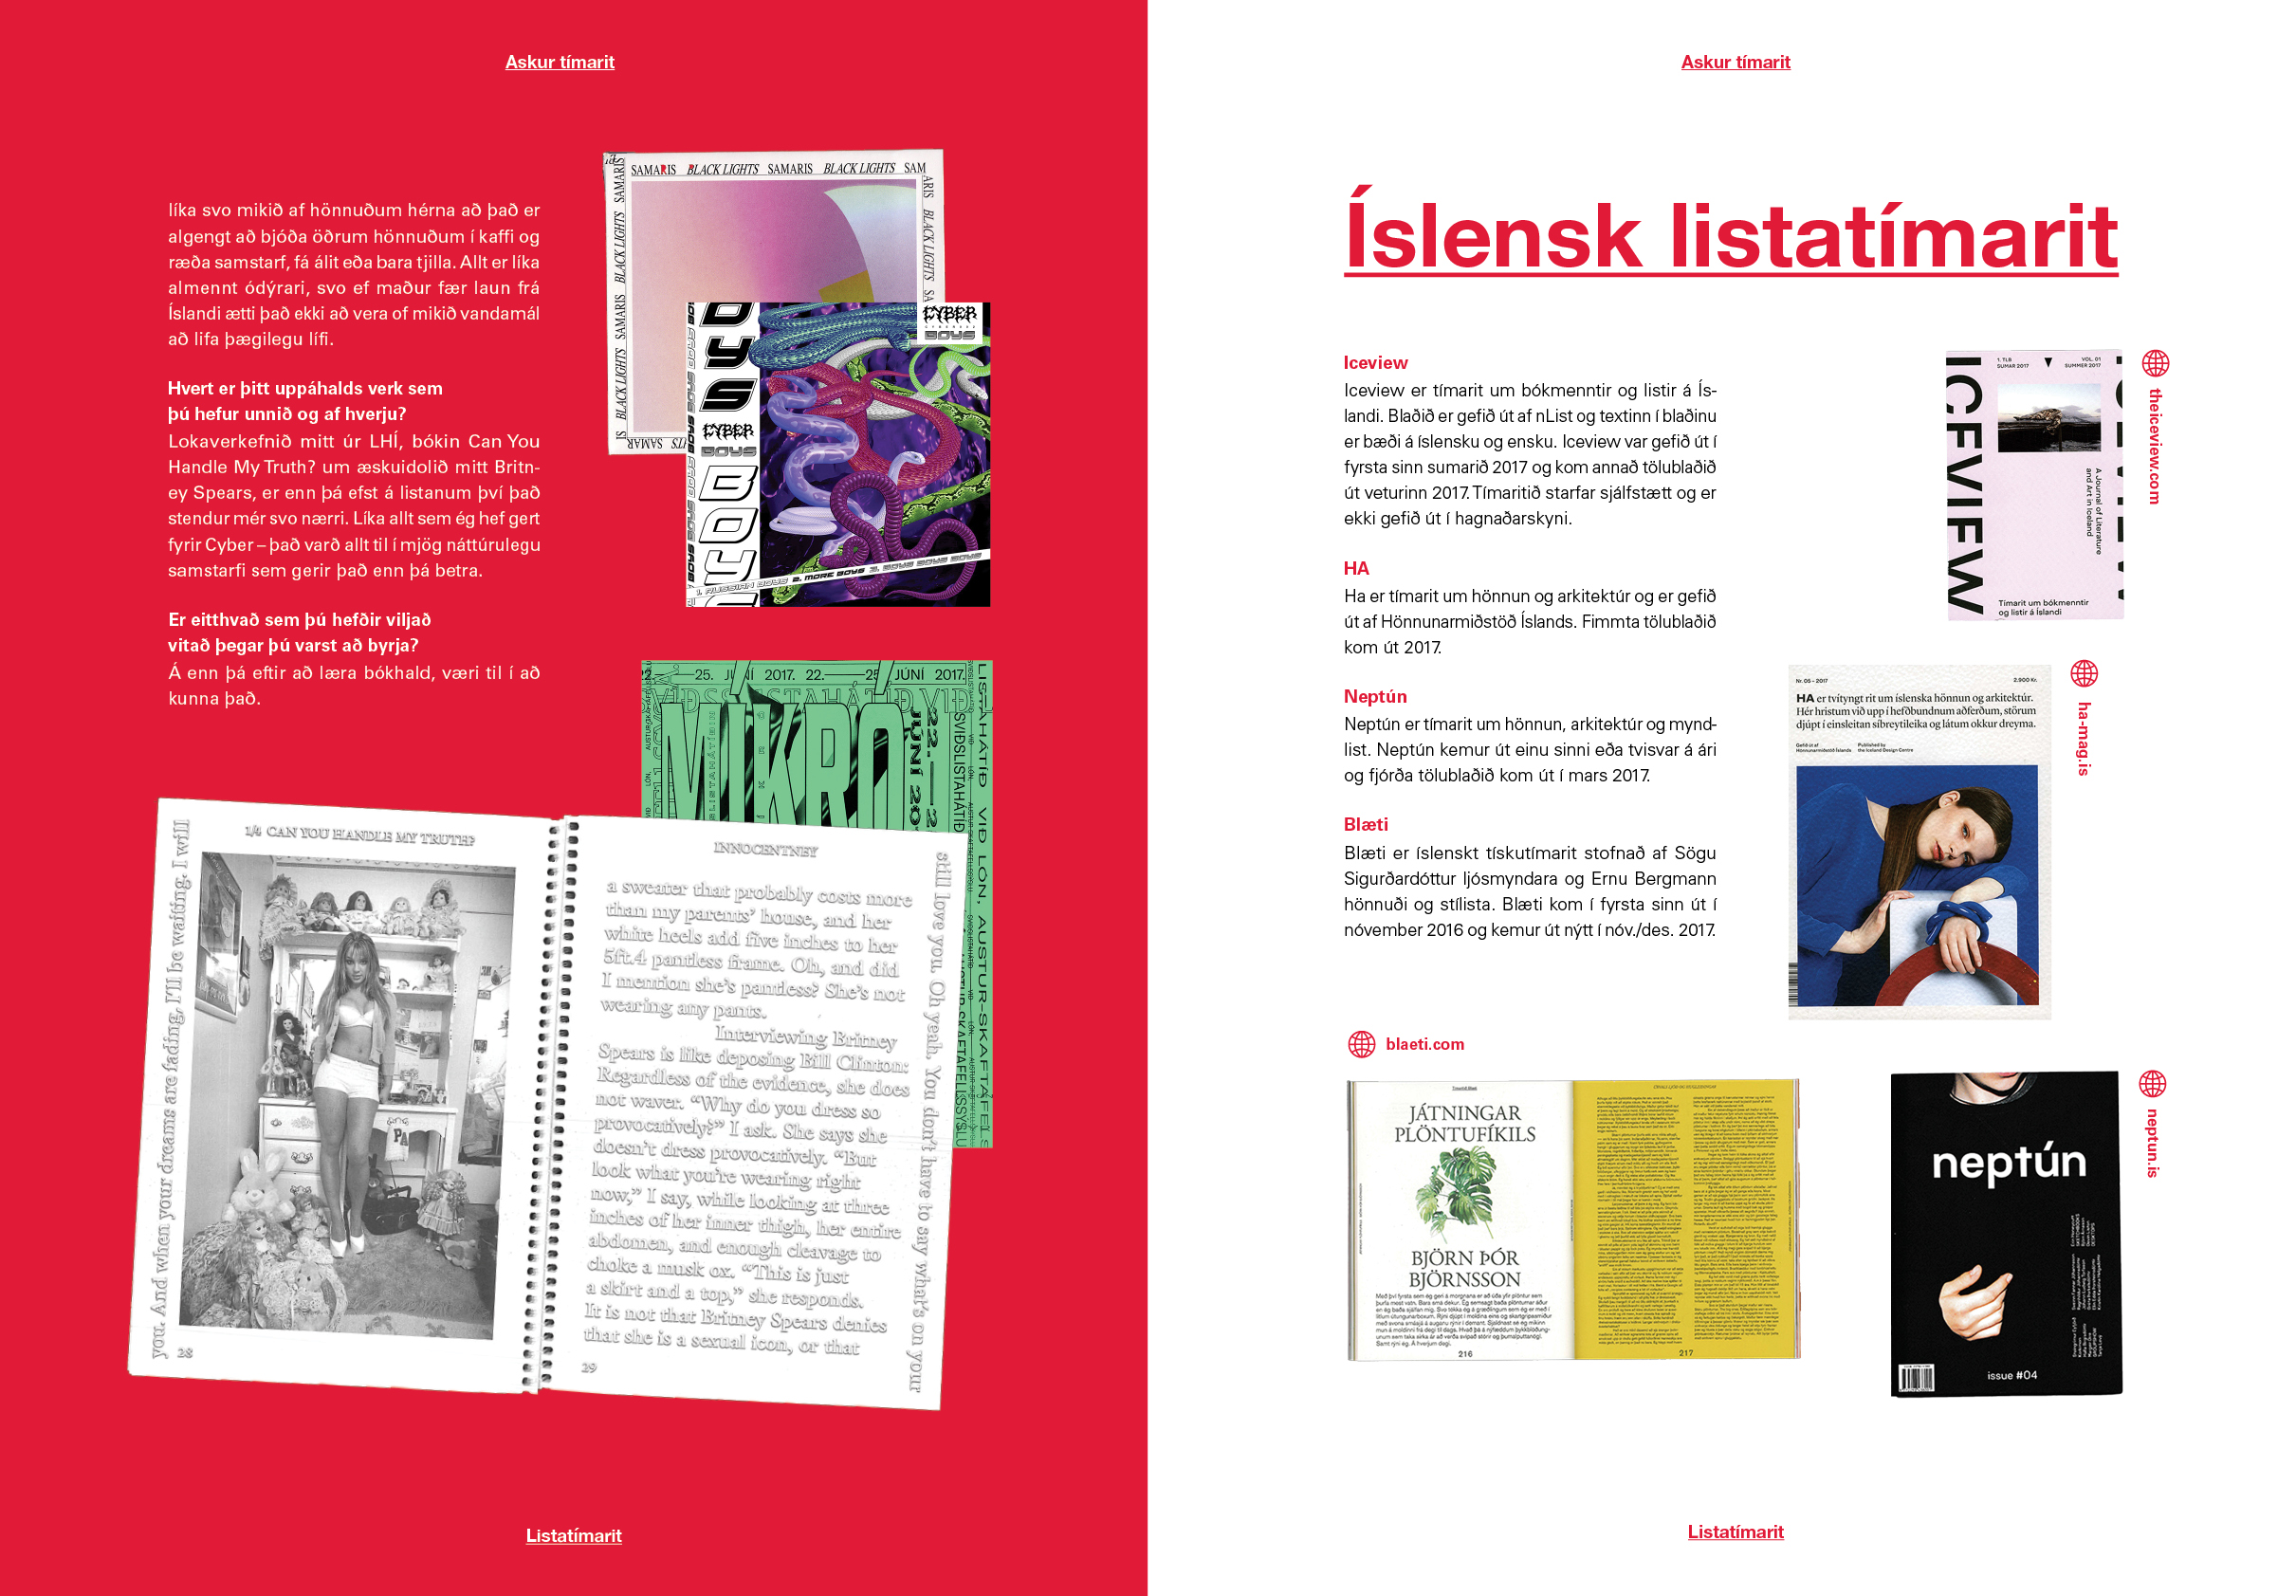 Askur tímarit
líka svo mikið af hönnuðum hérna að það er
algengt að bjóða öðrum hönnuðum í kaffi og
ræða samstarf, fá álit eða bara tjilla. Allt er líka
almennt ódýrari, svo ef maður fær laun frá
Íslandi ætti það ekki að vera of mikið vandamál
að lifa þægilegu lífi.
Hvert er þitt uppáhalds verk sem
þú hefur unnið og af hverju?
Lokaverkefnið mitt úr LHÍ, bókin Can You
Handle My Truth? um æskuidolið mitt Britn-
ey Spears, er enn þá efst á listanum því það
stendur mér svo nærri. Líka allt sem ég hef gert
fyrir Cyber – það varð allt til í mjög náttúrulegu
samstarfi sem gerir það enn þá betra.
Er eitthvað sem þú hefðir viljað
vitað þegar þú varst að byrja?
Á enn þá eftir að læra bókhald, væri til í að
kunna það.
SAMARIS BLACK LIGHTS SAMARIS BLACK LIGHTS SAM
ARIS BLACK LIGHTS SA
IS BLACK LIGHTS SAMARIS BLACK LIGHTS SAMARIS
CYBER
BOYS
CYBER
BOYS
BOYS
1. RUSSIAN BOYS 2. MORE BOYS 3. BOYS BOYS BOYS
22.—25. JÚNÍ 2017. 22.—25. JÚNÍ 2017.
MÍKRÓ
LISTAHÁTÍÐ VIÐ LÓN, AUSTUR-SKAFTAFELLS
1/4 CAN YOU HANDLE MY TRUTH?
you. And when your dreams are fading, I'll be waiting. I will
28
INNOCENTNEY
a sweater that probably costs more
than my parents' house, and her
white heels add five inches to her
5ft.4 pantless frame. Oh, and did
I mention she's pantless? She's not
wearing any pants.
Interviewing Britney
Spears is like deposing Bill Clinton:
Regardless of the evidence, she does
not waver. “Why do you dress so
provocatively?” I ask. She says she
doesn't dress provocatively. “But
look what you're wearing right
now,” I say, while looking at three
inches of her inner thigh, her entire
abdomen, and enough cleavage to
choke a musk ox. “This is just
a skirt and a top,” she responds.
It is not that Britney Spears denies
that she is a sexual icon, or that
29
still love you. Oh yeah, You don't have to say what's on your
Listatímarit
Askur tímarit
Íslensk listatímarit
Iceview
Iceview er tímarit um bókmenntir og listir á Ís-
landi. Blaðið er gefið út af nList og textinn í blaðinu
er bæði á íslensku og ensku. Iceview var gefið út í
fyrsta sinn sumarið 2017 og kom annað tölublaðið
út veturinn 2017. Tímaritið starfar sjálfstætt og er
ekki gefið út í hagnaðarskyni.
HA
Ha er tímarit um hönnun og arkitektúr og er gefið
út af Hönnunarmiðstöð Íslands. Fimmta tölublaðið
kom út 2017.
Neptún
Neptún er tímarit um hönnun, arkitektúr og mynd-
list. Neptún kemur út einu sinni eða tvisvar á ári
og fjórða tölublaðið kom út í mars 2017.
Blæti
Blæti er íslenskt tískutímarit stofnað af Sögu
Sigurðardóttur ljósmyndara og Ernu Bergmann
hönnuði og stílista. Blæti kom í fyrsta sinn út í
nóvember 2016 og kemur út nýtt í nóv./des. 2017.
1. TLB
SUMAR 2017
VOL. 01
SUMMER 2017
ICEVIEW
A Journal of Literature
and Art in Iceland
Tímarit um bókmenntir
og listir á Íslandi
theiceview.com
Nr. 05 – 2017
2.900 Kr.
HA er tvítyngt rit um íslenska hönnun og arkitektúr.
Hér hristum við upp í hefðbundnum aðferðum, störum
djúpt í einsleitan síbreytileika og látum okkur dreyma.
Gefið út af
Hönnunarmiðstöð Íslands
Published by
the Iceland Design Centre
ha-mag.is
blaeti.com
JÁTNINGAR
PLÖNTUFÍKILS
BJÖRN ÞÓR
BJÖRNSSON
216
217
neptún
issue #04
neptun.is
Listatímarit